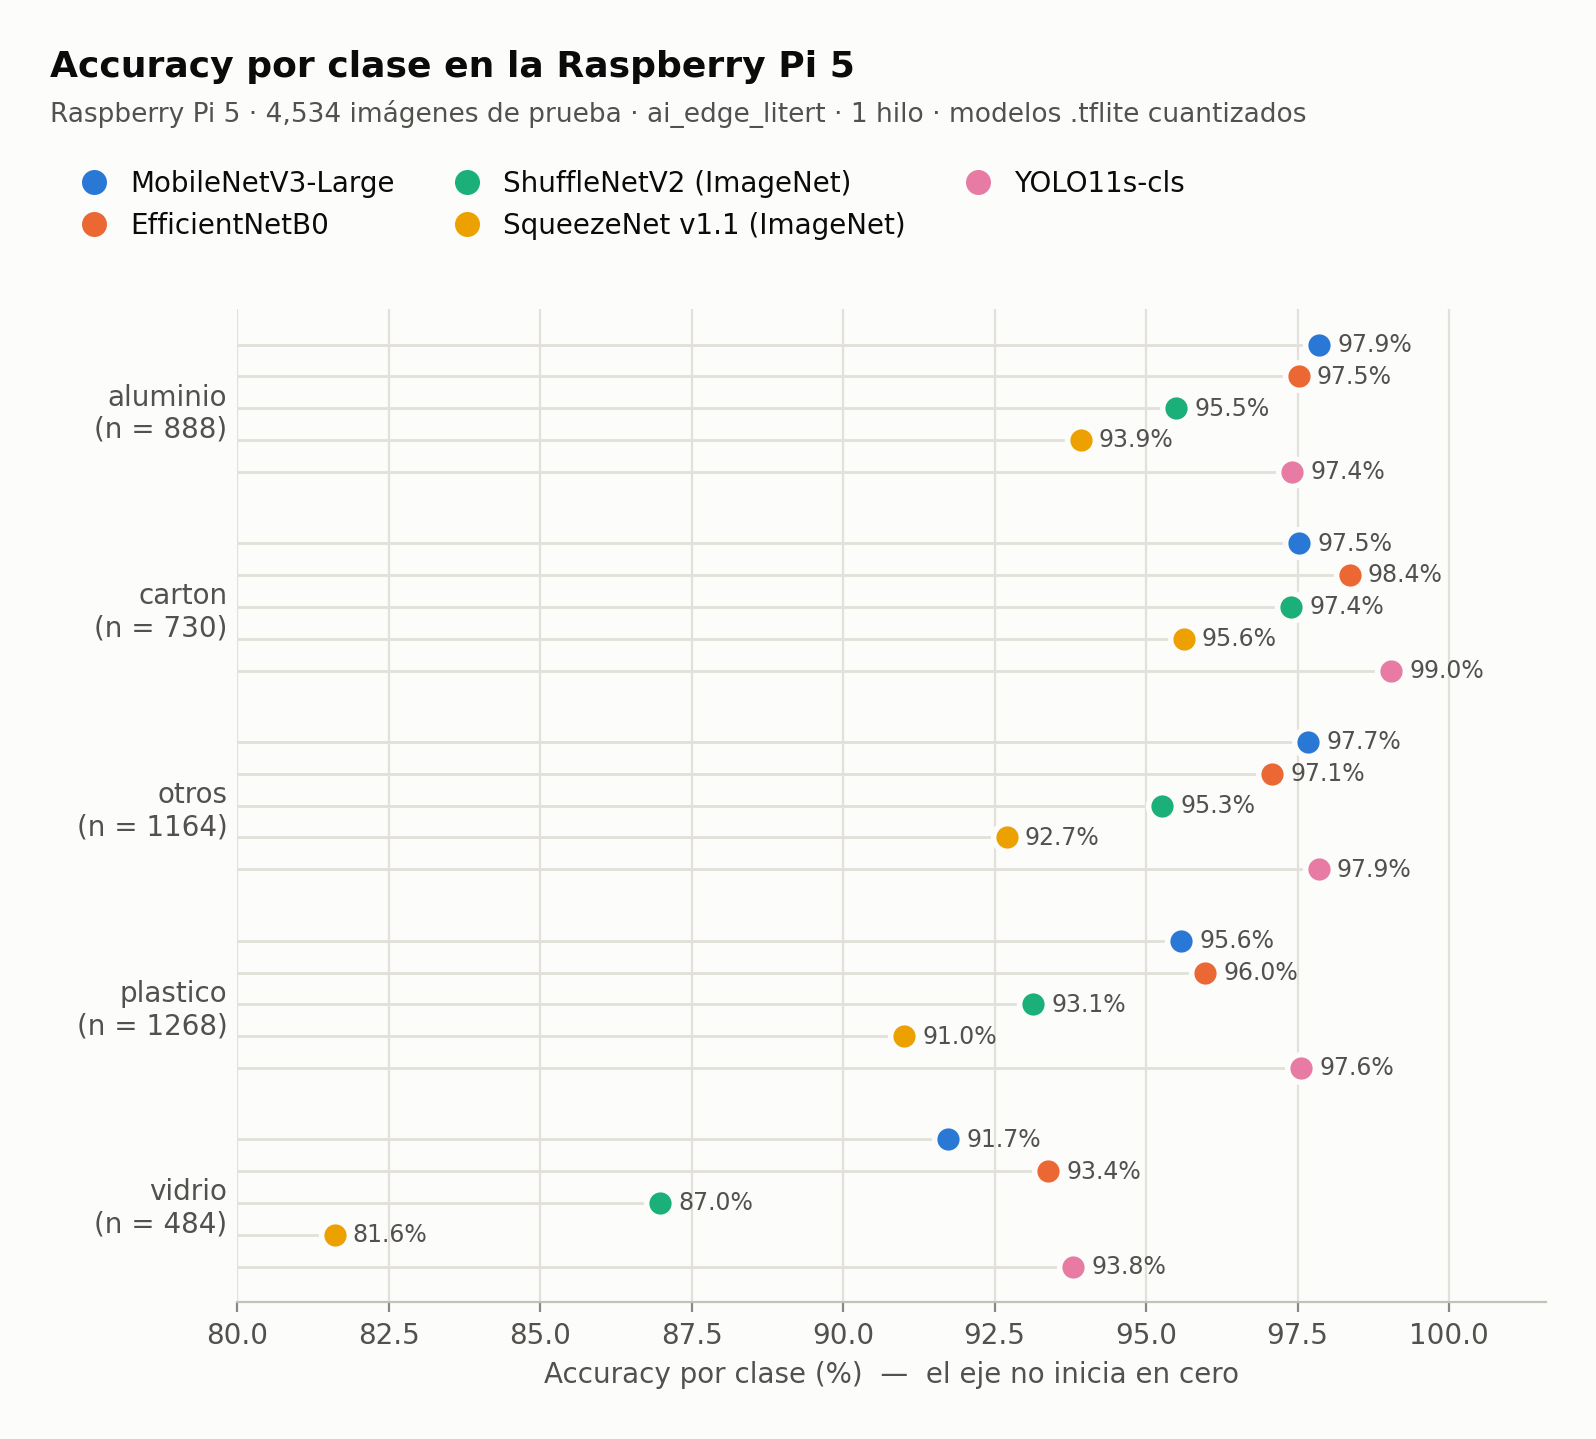 Accuracy por clase en la Raspberry Pi 5
Raspberry Pi 5 · 4,534 imágenes de prueba · ai_edge_litert · 1 hilo · modelos .tflite cuantizados
MobileNetV3-Large
EfficientNetB0
ShuffleNetV2 (ImageNet)
SqueezeNet v1.1 (ImageNet)
YOLO11s-cls
aluminio
(n = 888)
97.9%
97.5%
95.5%
93.9%
97.4%
carton
(n = 730)
97.5%
98.4%
97.4%
95.6%
99.0%
otros
(n = 1164)
97.7%
97.1%
95.3%
92.7%
97.9%
plastico
(n = 1268)
95.6%
96.0%
93.1%
91.0%
97.6%
vidrio
(n = 484)
91.7%
93.4%
87.0%
81.6%
93.8%
80.0 82.5 85.0 87.5 90.0 92.5 95.0 97.5 100.0
Accuracy por clase (%) — el eje no inicia en cero